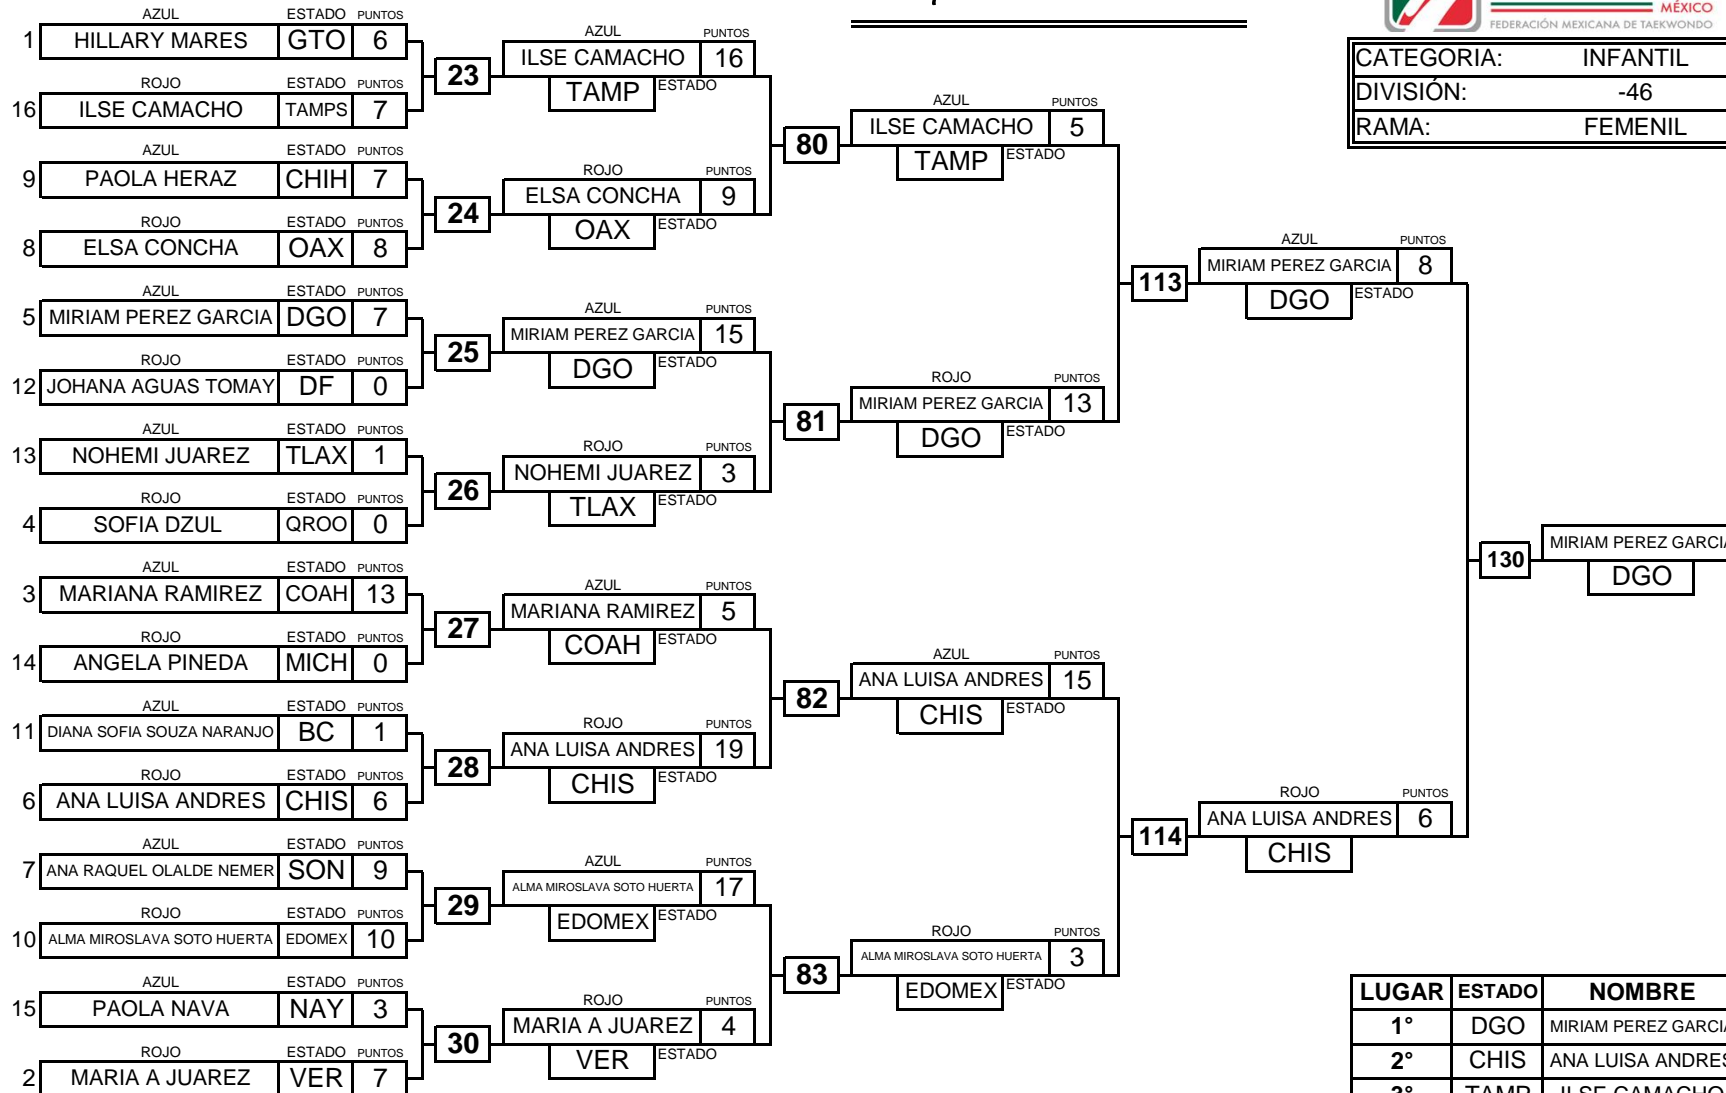 MÉXICO
FEDERACIÓN MEXICANA DE TAEKWONDO
CATEGORIA: INFANTIL
DIVISIÓN: -46
RAMA: FEMENIL
AZUL ESTADO PUNTOS
1 HILLARY MARES GTO 6
ROJO ESTADO PUNTOS
16 ILSE CAMACHO TAMPS 7
AZUL ESTADO PUNTOS
9 PAOLA HERAZ CHIH 7
ROJO ESTADO PUNTOS
8 ELSA CONCHA OAX 8
AZUL ESTADO PUNTOS
5 MIRIAM PEREZ GARCIA DGO 7
ROJO ESTADO PUNTOS
12 JOHANA AGUAS TOMAY DF 0
AZUL ESTADO PUNTOS
13 NOHEMI JUAREZ TLAX 1
ROJO ESTADO PUNTOS
4 SOFIA DZUL QROO 0
AZUL ESTADO PUNTOS
3 MARIANA RAMIREZ COAH 13
ROJO ESTADO PUNTOS
14 ANGELA PINEDA MICH 0
AZUL ESTADO PUNTOS
11 DIANA SOFIA SOUZA NARANJO BC 1
ROJO ESTADO PUNTOS
6 ANA LUISA ANDRES CHIS 6
AZUL ESTADO PUNTOS
7 ANA RAQUEL OLALDE NEMER SON 9
ROJO ESTADO PUNTOS
10 ALMA MIROSLAVA SOTO HUERTA EDOMEX 10
AZUL ESTADO PUNTOS
15 PAOLA NAVA NAY 3
ROJO ESTADO PUNTOS
2 MARIA A JUAREZ VER 7
23
24
25
26
27
28
29
30
AZUL PUNTOS
ILSE CAMACHO 16
TAMP ESTADO
ROJO PUNTOS
ELSA CONCHA 9
OAX ESTADO
AZUL PUNTOS
MIRIAM PEREZ GARCIA 15
DGO ESTADO
ROJO PUNTOS
NOHEMI JUAREZ 3
TLAX ESTADO
AZUL PUNTOS
MARIANA RAMIREZ 5
COAH ESTADO
ROJO PUNTOS
ANA LUISA ANDRES 19
CHIS ESTADO
AZUL PUNTOS
ALMA MIROSLAVA SOTO HUERTA 17
EDOMEX ESTADO
ROJO PUNTOS
MARIA A JUAREZ 4
VER ESTADO
80
81
82
83
AZUL PUNTOS
ILSE CAMACHO 5
TAMP ESTADO
ROJO PUNTOS
MIRIAM PEREZ GARCIA 13
DGO ESTADO
AZUL PUNTOS
ANA LUISA ANDRES 15
CHIS ESTADO
ROJO PUNTOS
ALMA MIROSLAVA SOTO HUERTA 3
EDOMEX ESTADO
113
114
AZUL PUNTOS
MIRIAM PEREZ GARCIA 8
DGO ESTADO
ROJO PUNTOS
ANA LUISA ANDRES 6
CHIS
130
MIRIAM PEREZ GARCIA
DGO
LUGAR ESTADO NOMBRE
1° DGO MIRIAM PEREZ GARCIA
2° CHIS ANA LUISA ANDRES
3° TAMP ILSE CAMACHO